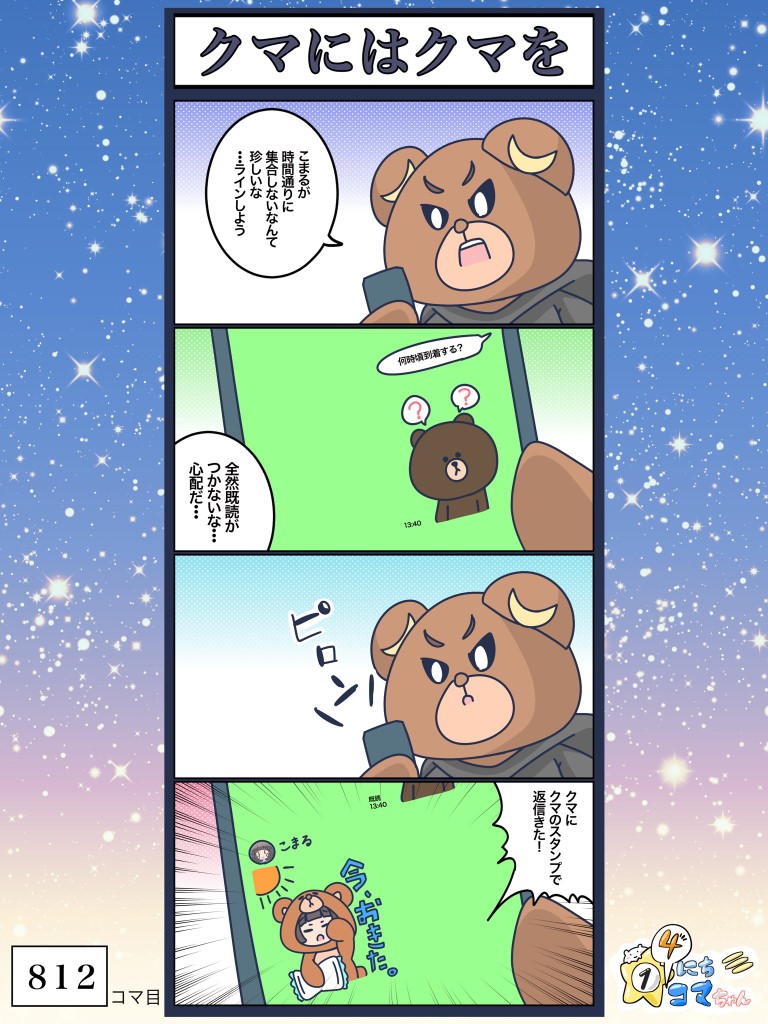 クマにはクマを
こまるが
時間通りに
集合しないなんて
珍しいな
…ラインしよう
何時頃到着する?
?
?
13:40
全然既読が
つかないな…
心配だ…
ピロンッ
既読
13:40
クマに
クマのスタンプで
返信きた!
こまる
今、おきた。
812
コマ目
1
にち
4
コマ
ちゃん